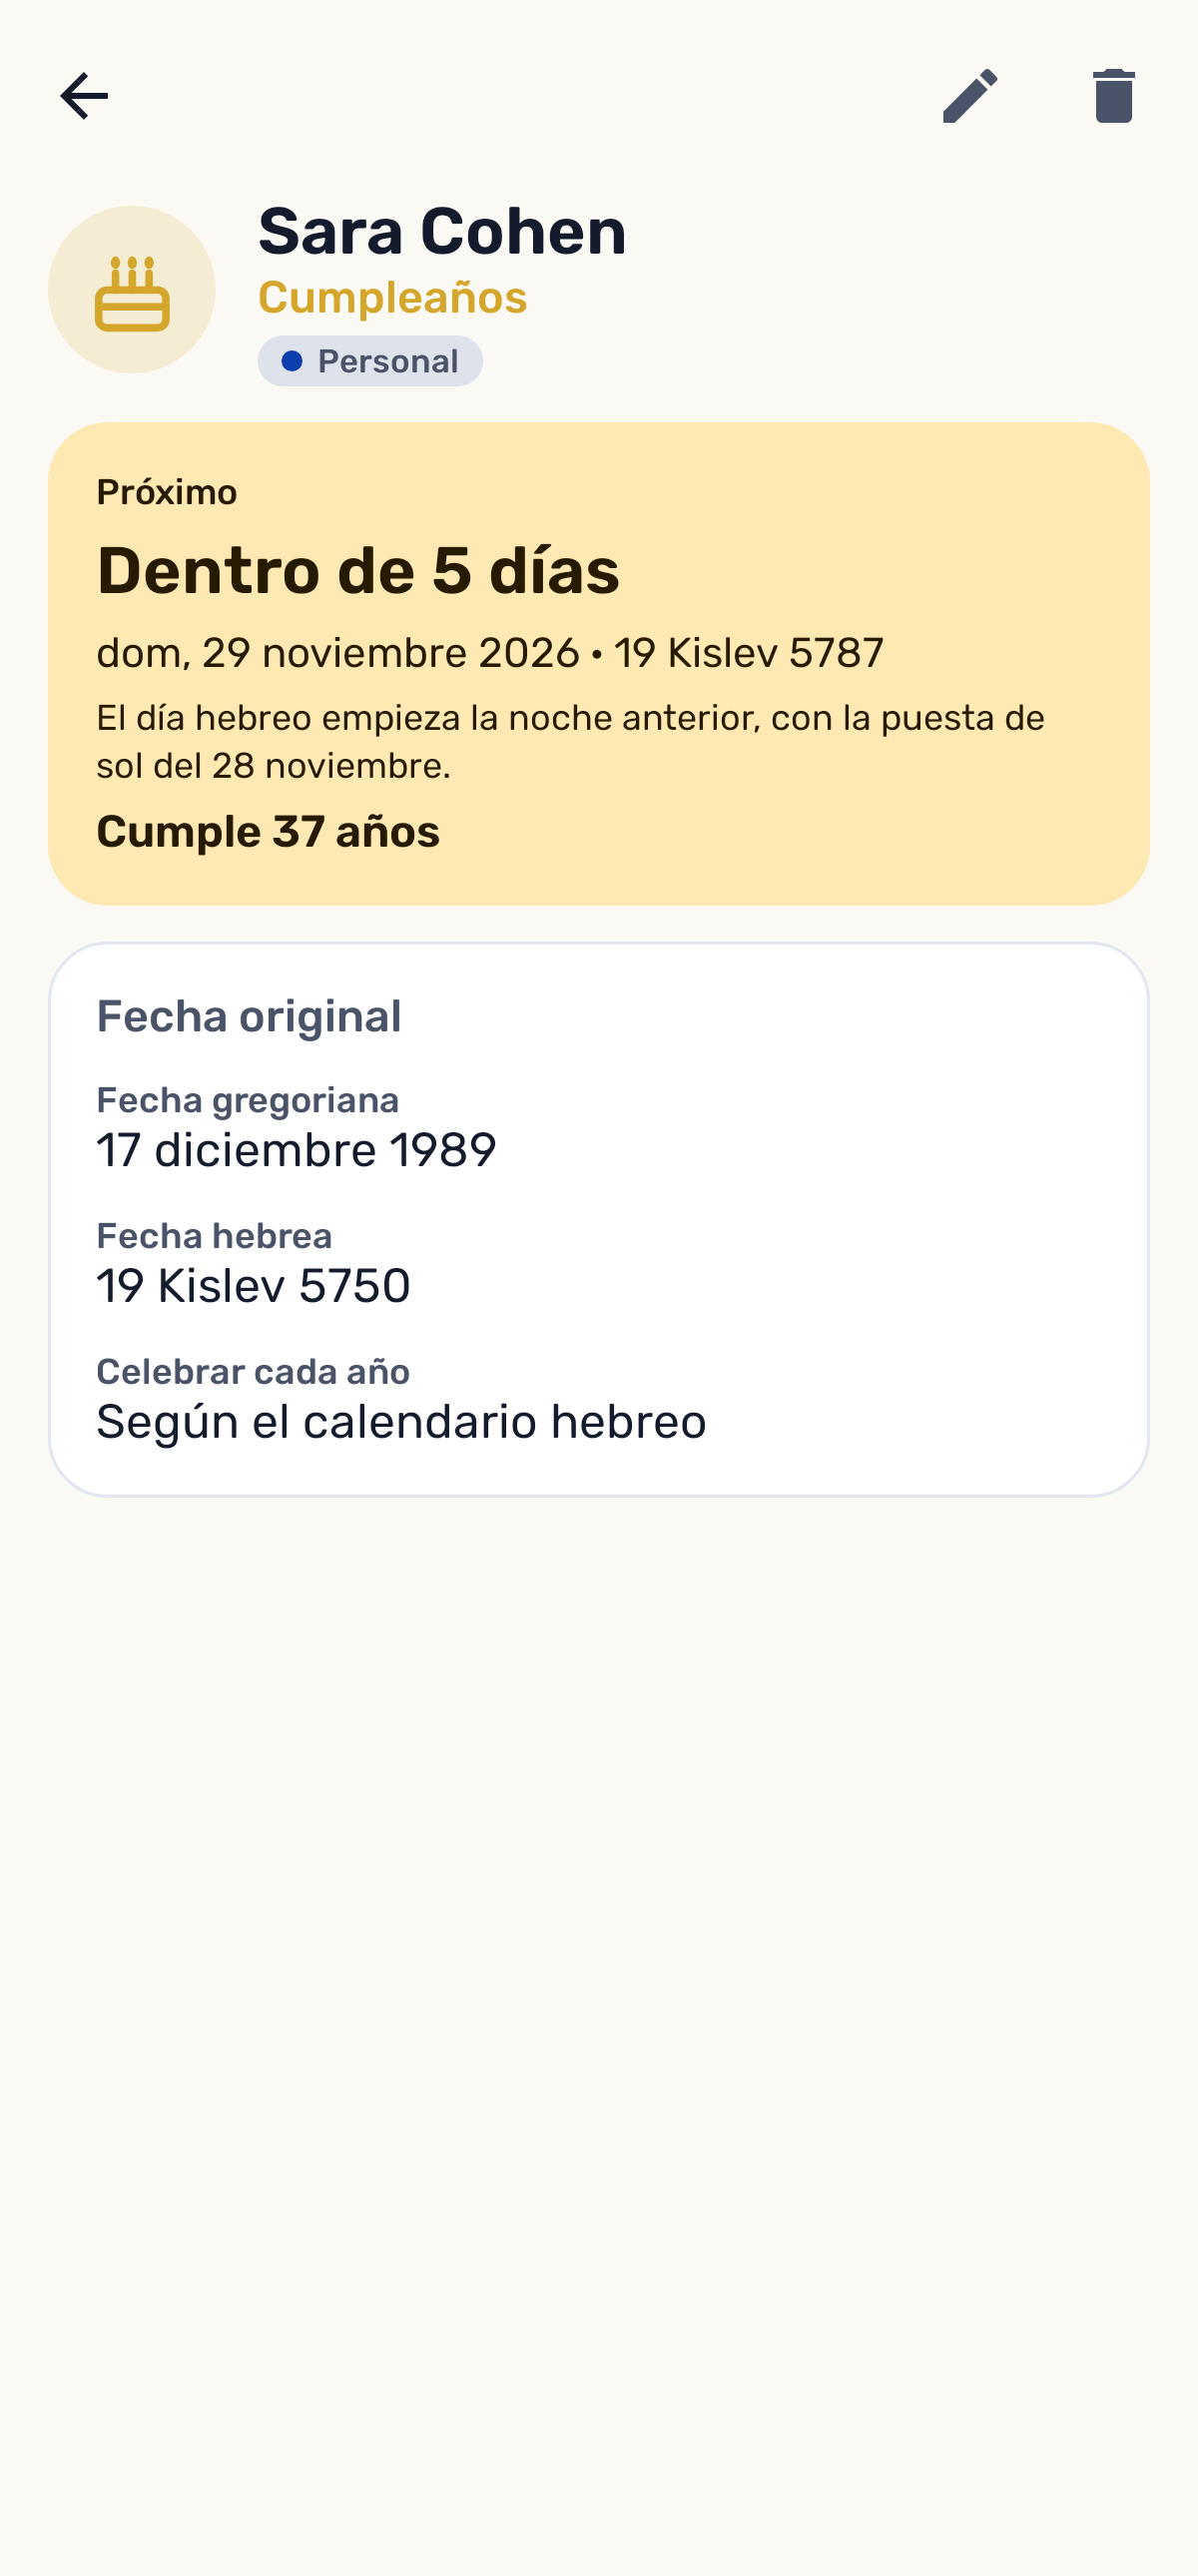 Sara Cohen
Cumpleaños
Personal
Próximo
Dentro de 5 días
dom, 29 noviembre 2026 • 19 Kislev 5787
El día hebreo empieza la noche anterior, con la puesta de
sol del 28 noviembre.
Cumple 37 años
Fecha original
Fecha gregoriana
17 diciembre 1989
Fecha hebrea
19 Kislev 5750
Celebrar cada año
Según el calendario hebreo